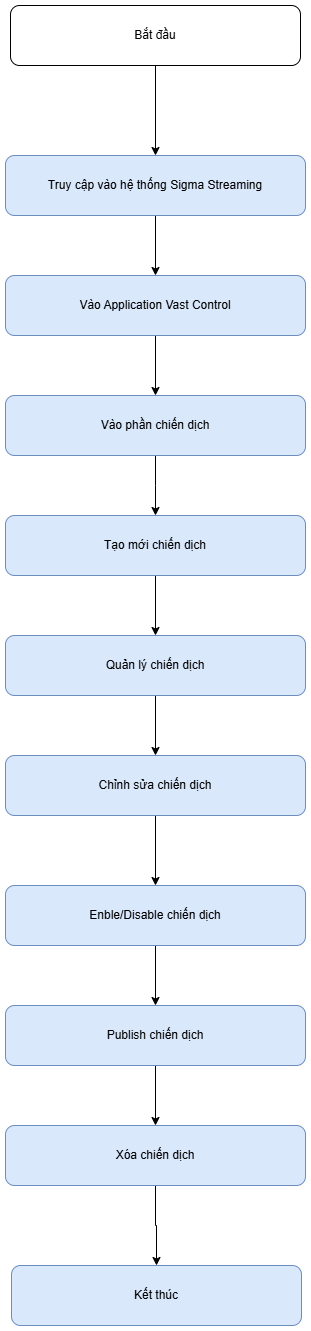 Bắt đầu
Truy cập vào hệ thống Sigma Streaming
Vào Application Vast Control
Vào phần chiến dịch
Tạo mới chiến dịch
Quản lý chiến dịch
Chỉnh sửa chiến dịch
Enble/Disable chiến dịch
Publish chiến dịch
Xóa chiến dịch
Kết thúc